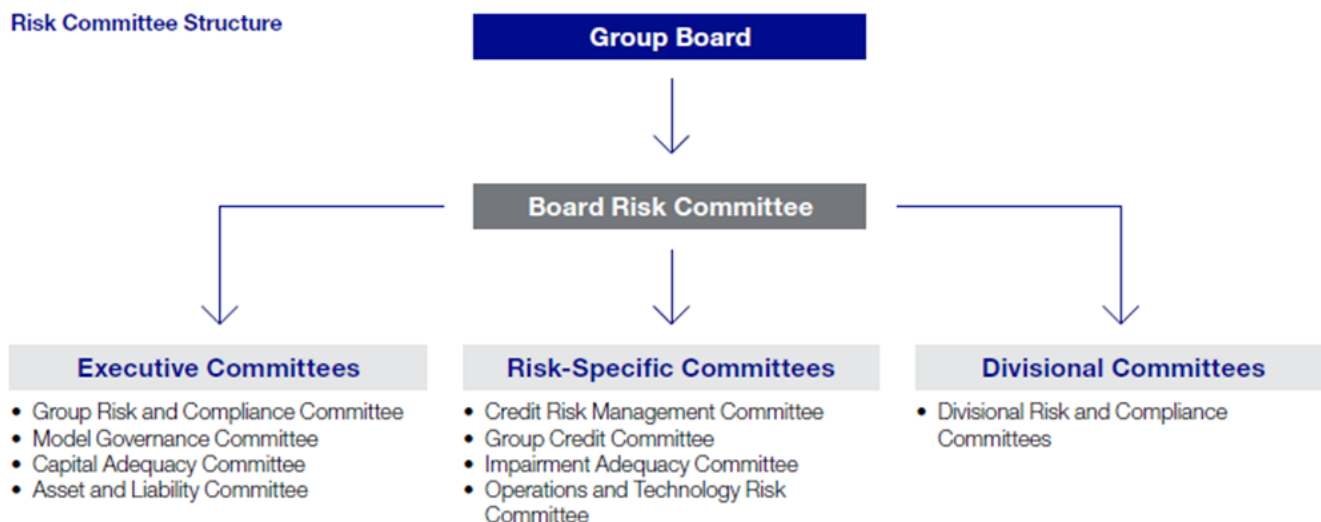 Risk Committee Structure
Group Board
Board Risk Committee
Executive Committees
• Group Risk and Compliance Committee
• Model Governance Committee
• Capital Adequacy Committee
• Asset and Liability Committee
Risk-Specific Committees
• Credit Risk Management Committee
• Group Credit Committee
• Impairment Adequacy Committee
• Operations and Technology Risk
Committee
Divisional Committees
• Divisional Risk and Compliance
Committees